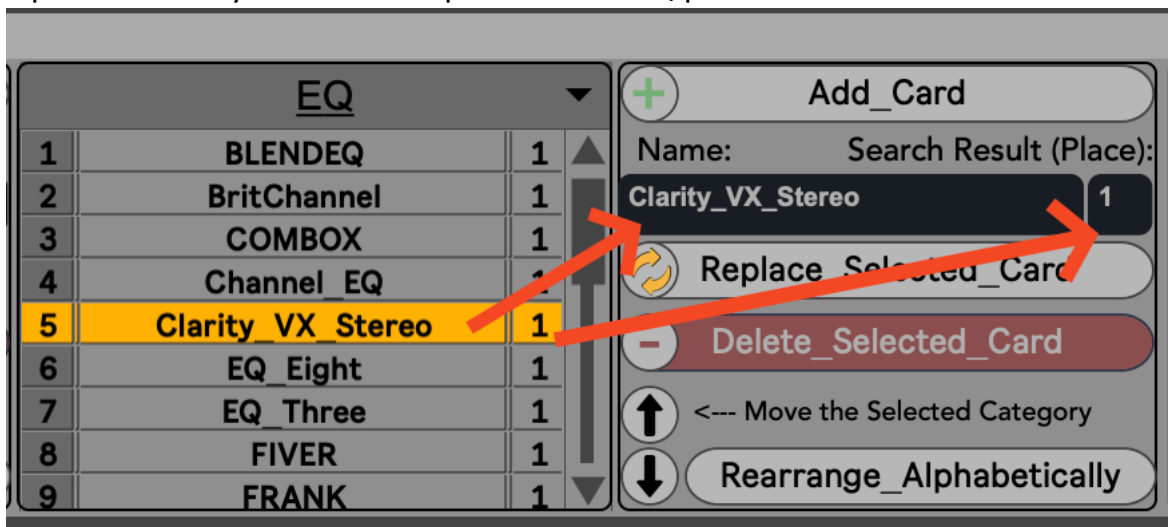 EQ
1 BLENDEQ 1
2 BritChannel 1
3 COMBOX 1
4 Channel_EQ 1
5 Clarity_VX_Stereo 1
6 EQ_Eight 1
7 EQ_Three 1
8 FIVER 1
9 FRANK 1
Add_Card
Name: Search Result (Place):
Clarity_VX_Stereo 1
Replace_Selected_Card
Delete_Selected_Card
<--- Move the Selected Category
Rearrange_Alphabetically